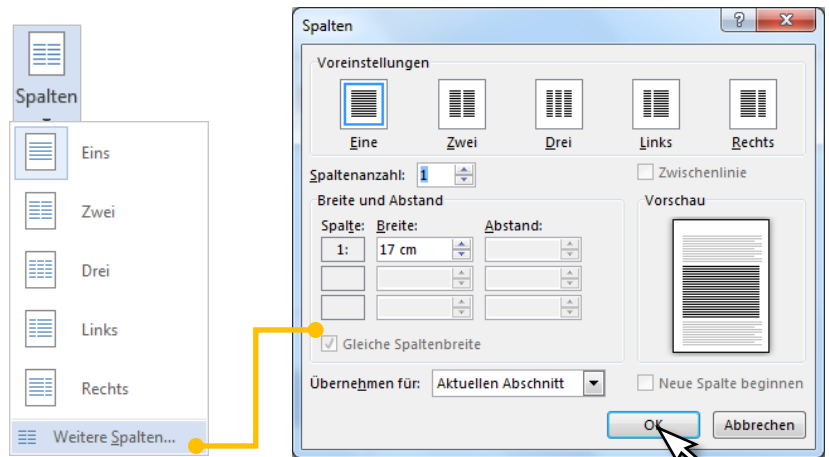 Spalten
Eins
Zwei
Drei
Links
Rechts
Weitere Spalten...
Spalten
Voreinstellungen
Eine Zwei Drei Links Rechts
Spaltenanzahl: 1 Zwischenlinie
Breite und Abstand Vorschau
Spalte: Breite: Abstand:
1: 17 cm
Gleiche Spaltenbreite
Übernehmen für: Aktuellen Abschnitt Neue Spalte beginnen
OK Abbrechen